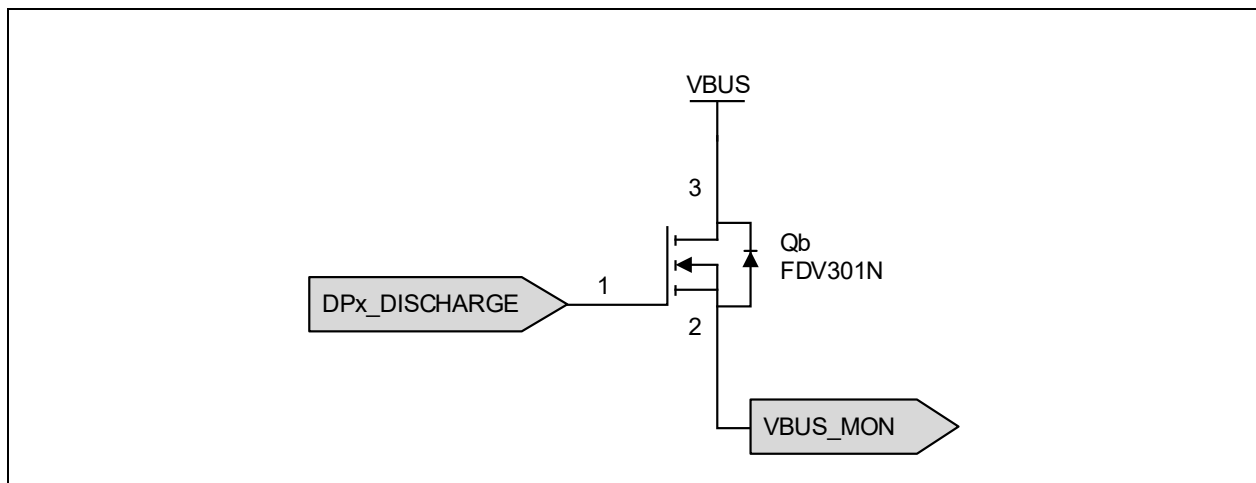 VBUS
3
Qb
FDV301N
DPx_DISCHARGE
1
2
VBUS_MON